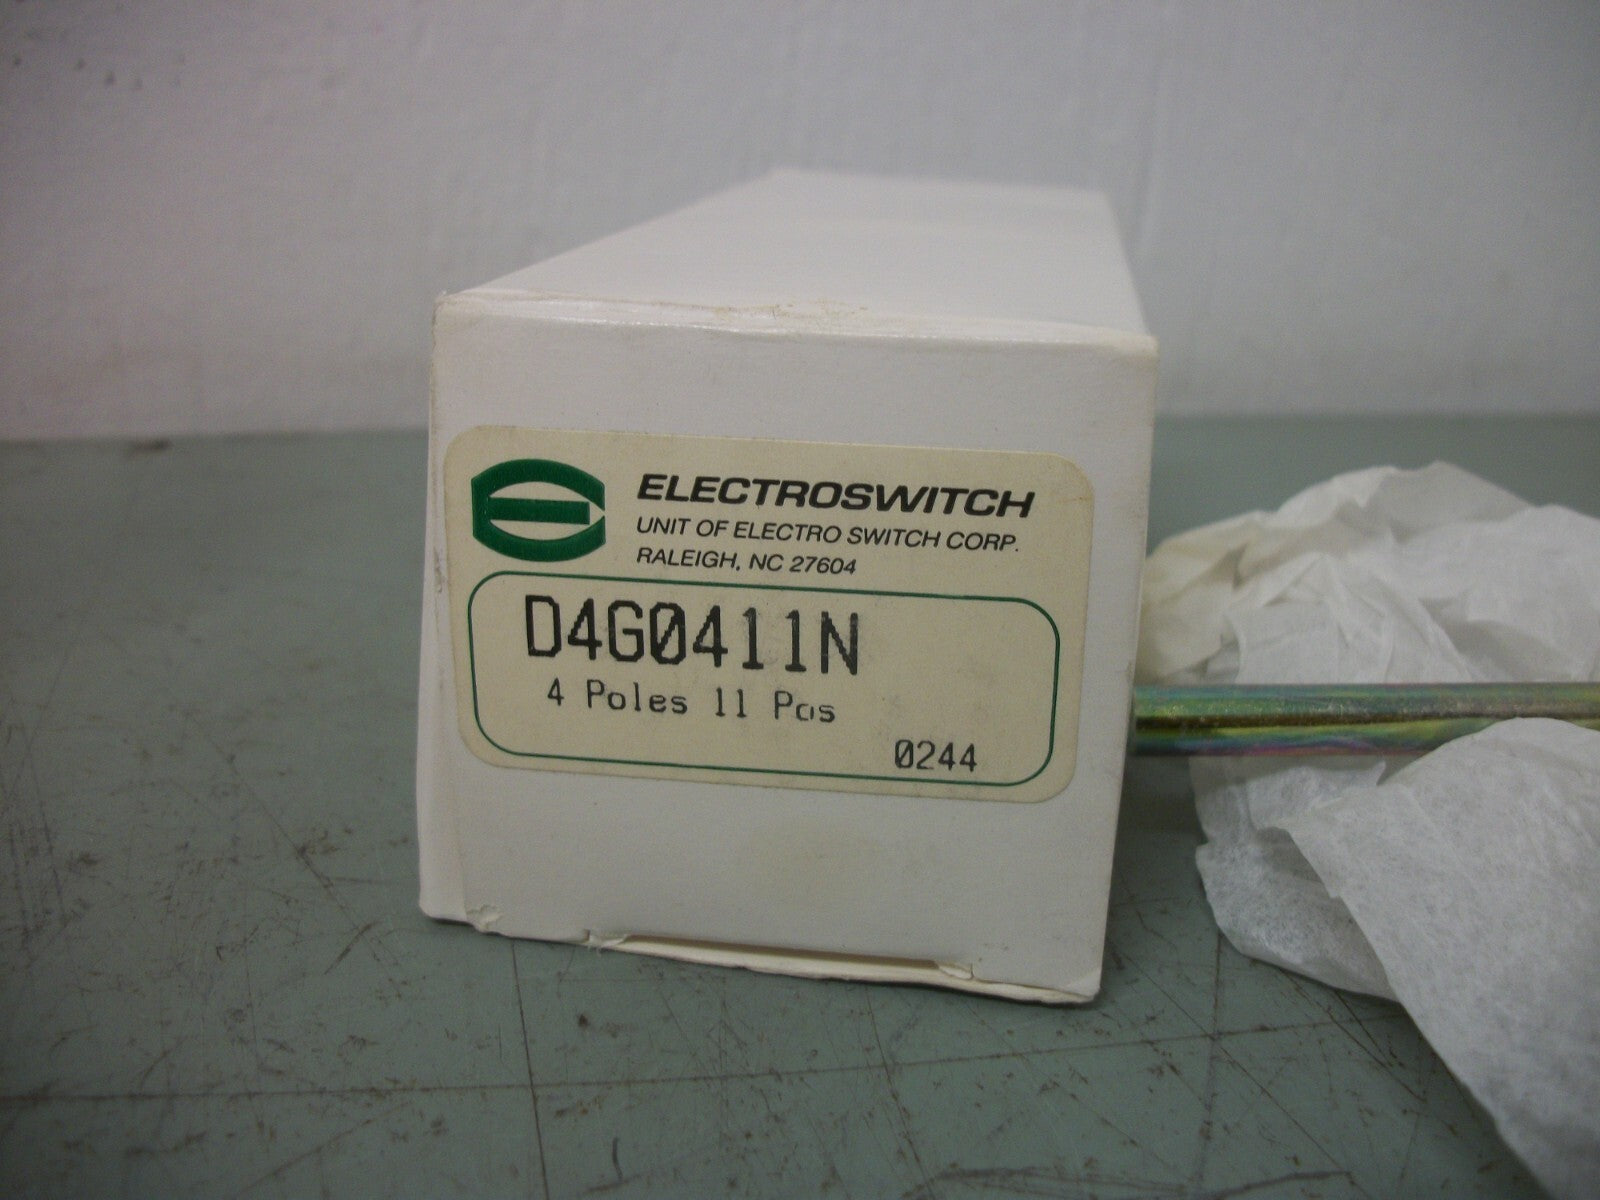 ELECTROSWITCH
UNIT OF ELECTRO SWITCH CORP.
RALEIGH, NC 27604
D4G0411N
4 Poles 11 Pos
0244